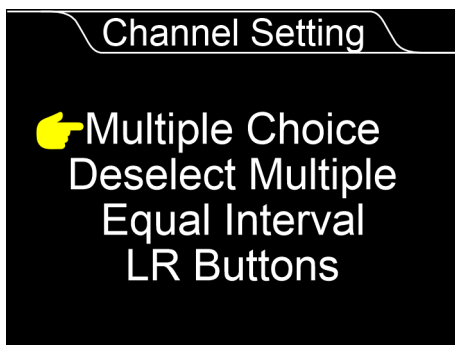 Channel Setting
Multiple Choice
Deselect Multiple
Equal Interval
LR Buttons